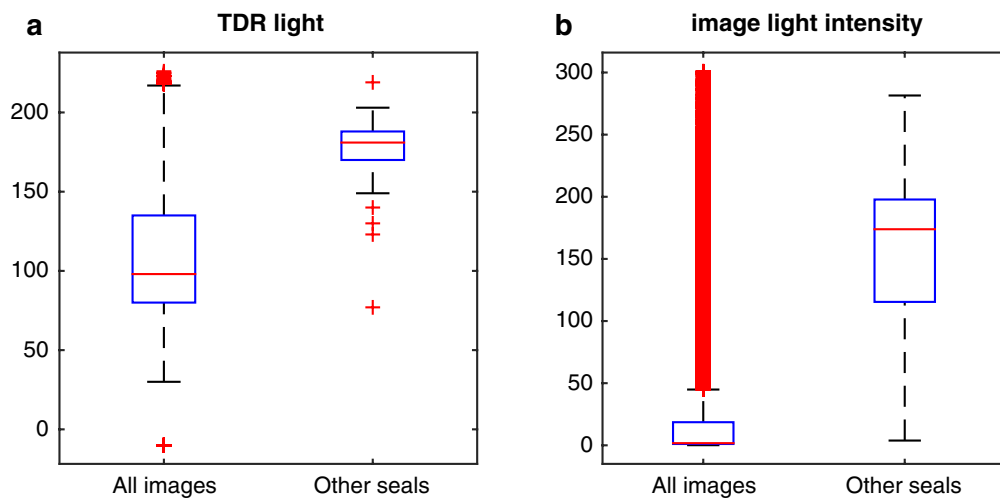 a
TDR light
200
150
100
50
0
All images
Other seals
b
image light intensity
300
250
200
150
100
50
0
All images
Other seals